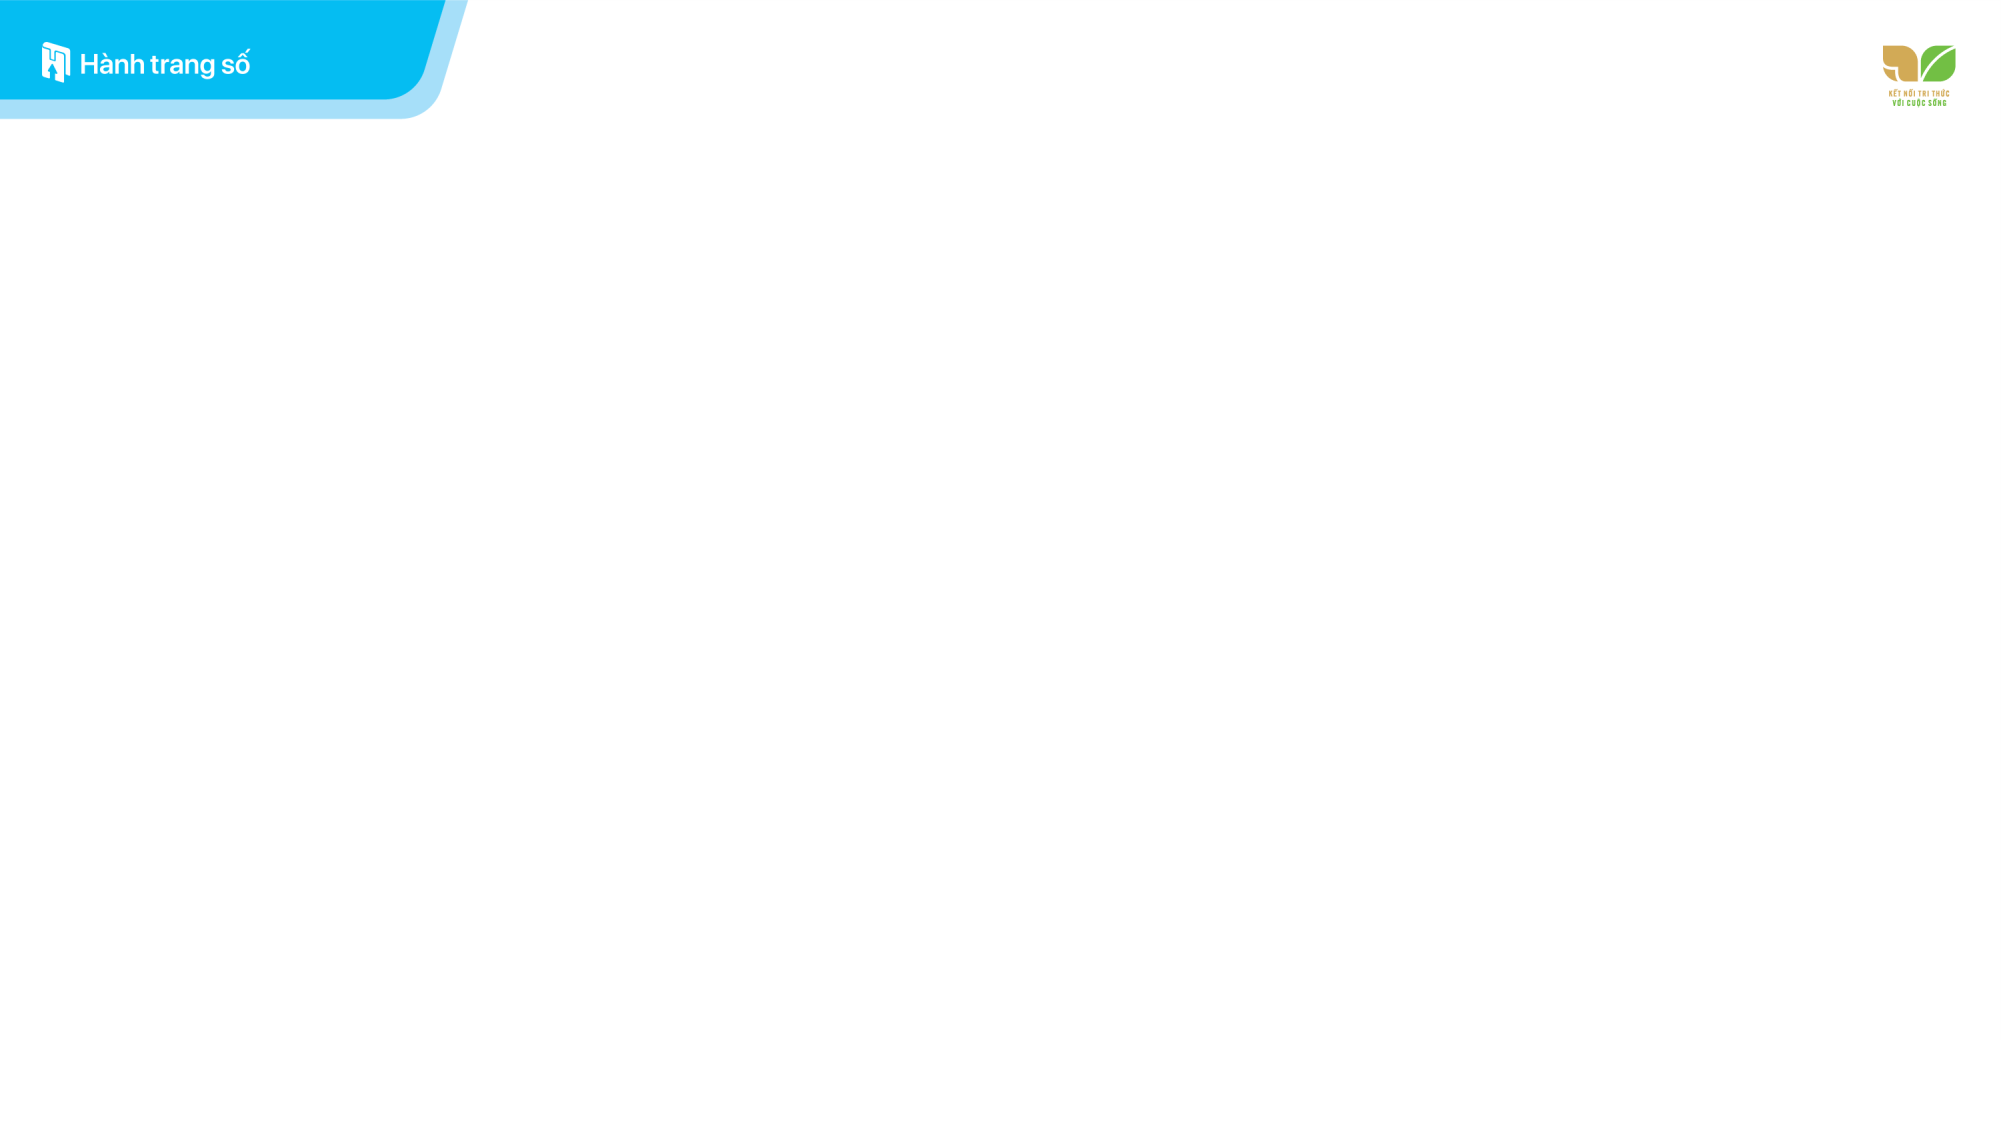 Hành trang số
KẾT NỐI TRI THỨC
VỚI CUỘC SỐNG